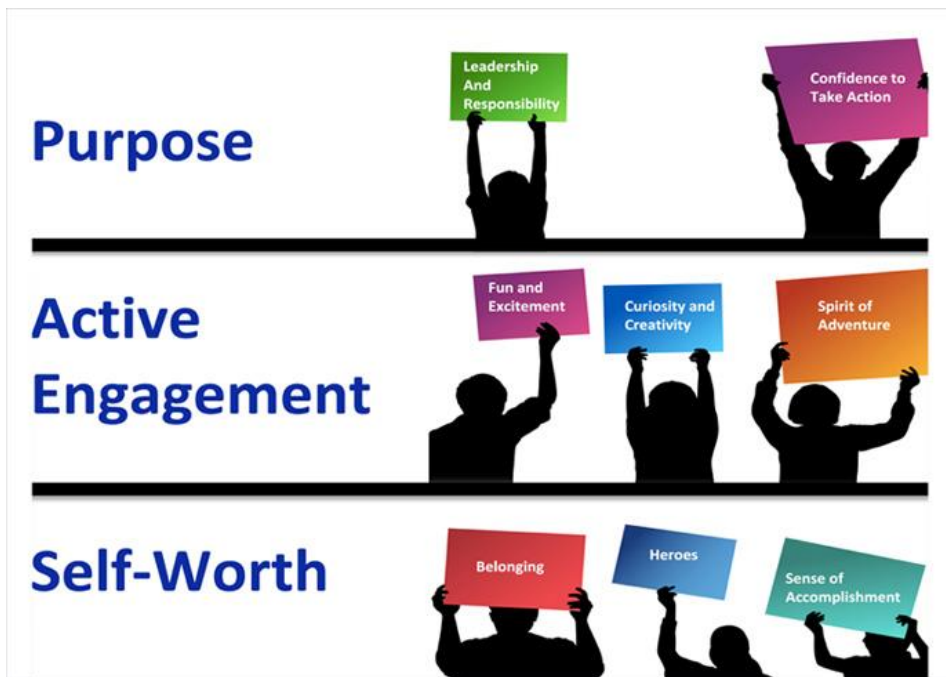 Purpose
Leadership
And
Responsibility
Confidence to
Take Action
Active
Engagement
Fun and
Excitement
Curiosity and
Creativity
Spirit of
Adventure
Self-Worth
Belonging
Heroes
Sense of
Accomplishment